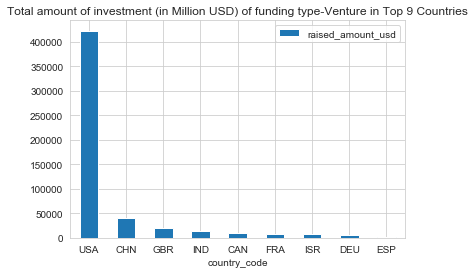 Total amount of investment (in Million USD) of funding type-Venture in Top 9 Countries
raised_amount_usd
400000
350000
300000
250000
200000
150000
100000
50000
0
USA CHN GBR IND CAN FRA ISR DEU ESP
country_code